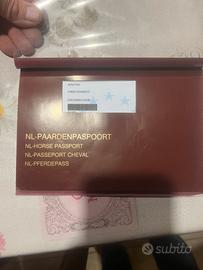 NL-PAARDENPASPOORT
NL-HORSE PASSPORT
NL-PASSEPORT CHEVAL
NL-PFERDEPASS
subito